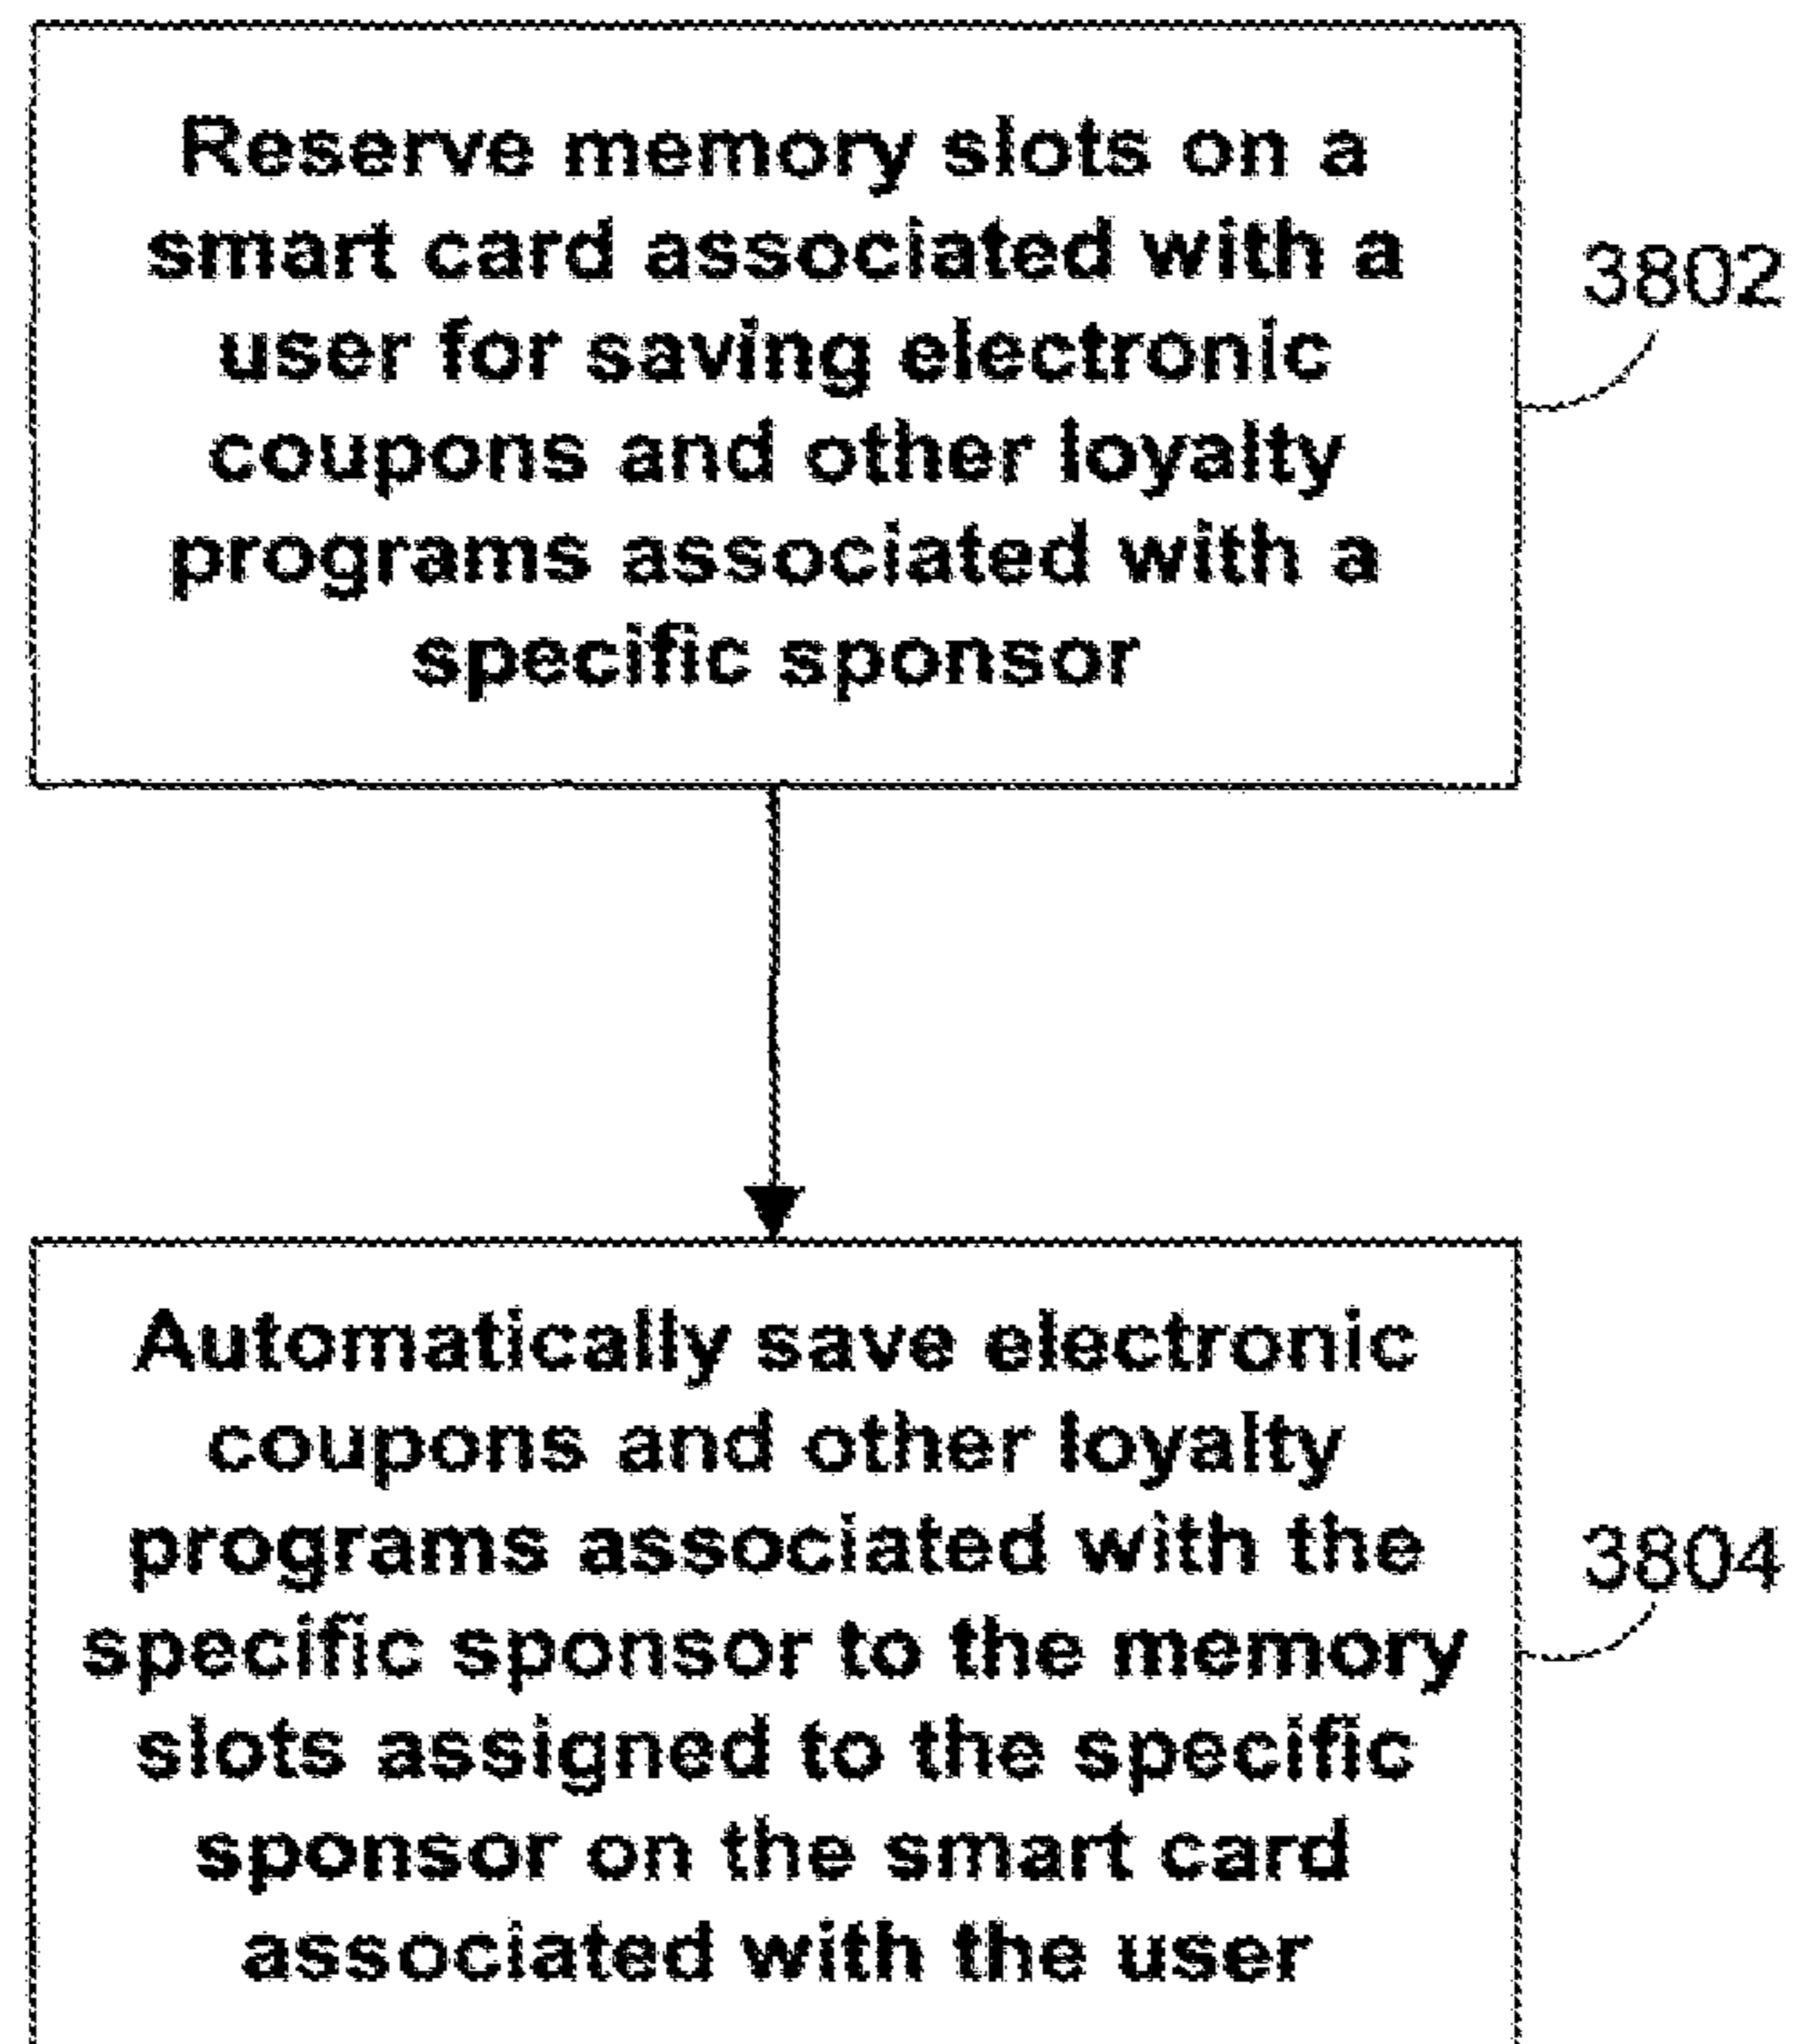 Reserve memory slots on a
smart card associated with a
user for saving electronic
coupons and other loyalty
programs associated with a
specific sponsor
3802
Automatically save electronic
coupons and other loyalty
programs associated with the
specific sponsor to the memory
slots assigned to the specific
sponsor on the smart card
associated with the user
3804